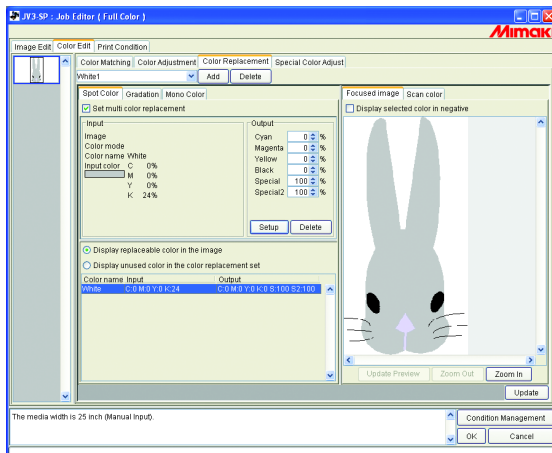 JV3-SP : Job Editor ( Full Color )
Mimaki
Image Edit Color Edit Print Condition
Color Matching Color Adjustment Color Replacement Special Color Adjust
White1 Add Delete
Spot Color Gradation Mono Color
Set multi color replacement
Input
Image
Color mode
Color name White
Input color C 0%
M 0%
Y 0%
K 24%
Output
Cyan 0 %
Magenta 0 %
Yellow 0 %
Black 0 %
Special 100 %
Special2 100 %
Setup Delete
Display replaceable color in the image
Display unused color in the color replacement set
Color name Input Output
White C:0 M:0 Y:0 K:24 C:0 M:0 Y:0 K:0 S:100 S2:100
Focused image Scan color
Display selected color in negative
Update Preview Zoom Out Zoom In
Update
The media width is 25 inch (Manual Input).
Condition Management
OK Cancel